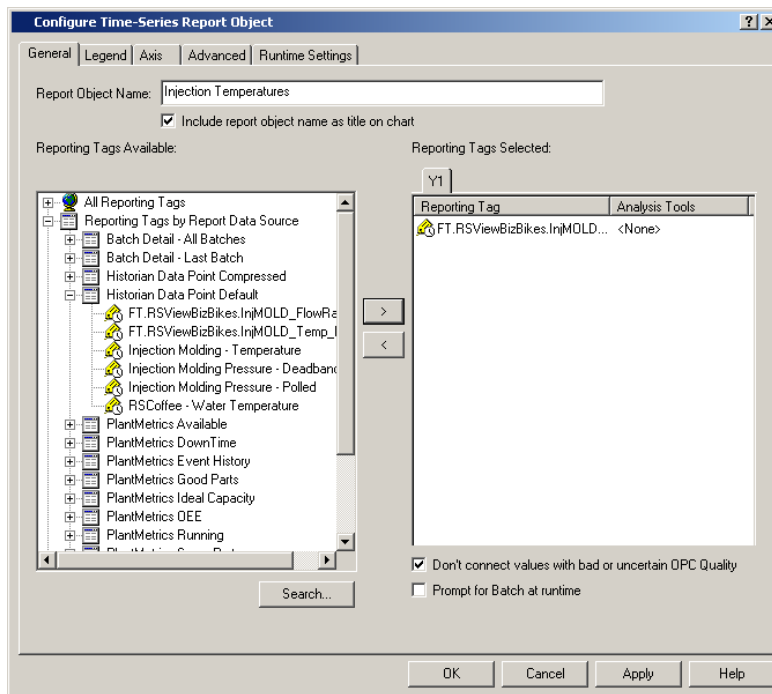 Configure Time-Series Report Object
General Legend Axis Advanced Runtime Settings
Report Object Name: Injection Temperatures
Include report object name as title on chart
Reporting Tags Available:
All Reporting Tags
Reporting Tags by Report Data Source
Batch Detail - All Batches
Batch Detail - Last Batch
Historian Data Point Compressed
Historian Data Point Default
FT.RSViewBizBikes.InjMOLD_FlowRa
FT.RSViewBizBikes.InjMOLD_Temp_
Injection Molding - Temperature
Injection Molding Pressure - Deadban
Injection Molding Pressure - Polled
RSCoffee - Water Temperature
PlantMetrics Available
PlantMetrics DownTime
PlantMetrics Event History
PlantMetrics Good Parts
PlantMetrics Ideal Capacity
PlantMetrics OEE
PlantMetrics Running
Search...
>
<
Reporting Tags Selected:
Y1
Reporting Tag Analysis Tools
FT.RSViewBizBikes.InjMOLD... <None>
Don't connect values with bad or uncertain OPC Quality
Prompt for Batch at runtime
OK Cancel Apply Help